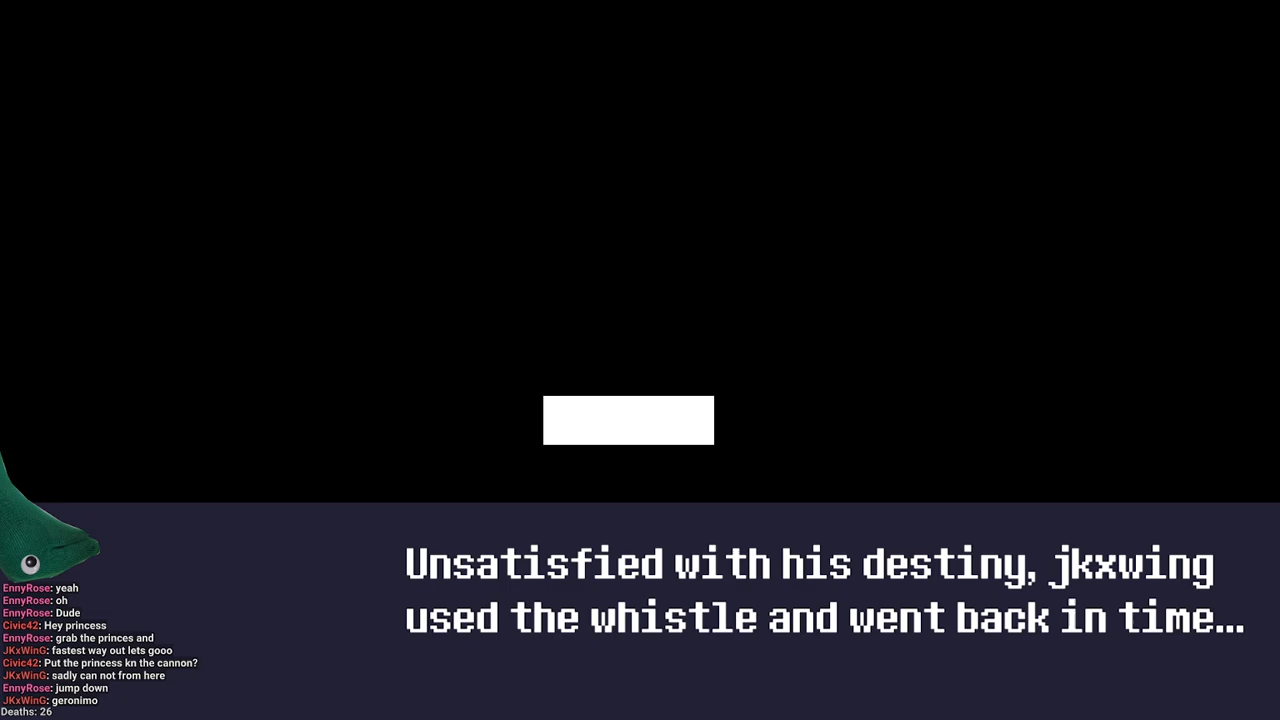 Unsatisfied with his destiny, jkxwing
used the whistle and went back in time...
EnnyRose: yeah
EnnyRose: oh
EnnyRose: Dude
Civic42: Hey princess
EnnyRose: grab the princes and
JKxWinG: fastest way out lets gooo
Civic42: Put the princess kn the cannon?
JKxWinG: sadly can not from here
EnnyRose: jump down
JKxWinG: geronimo
Deaths: 26